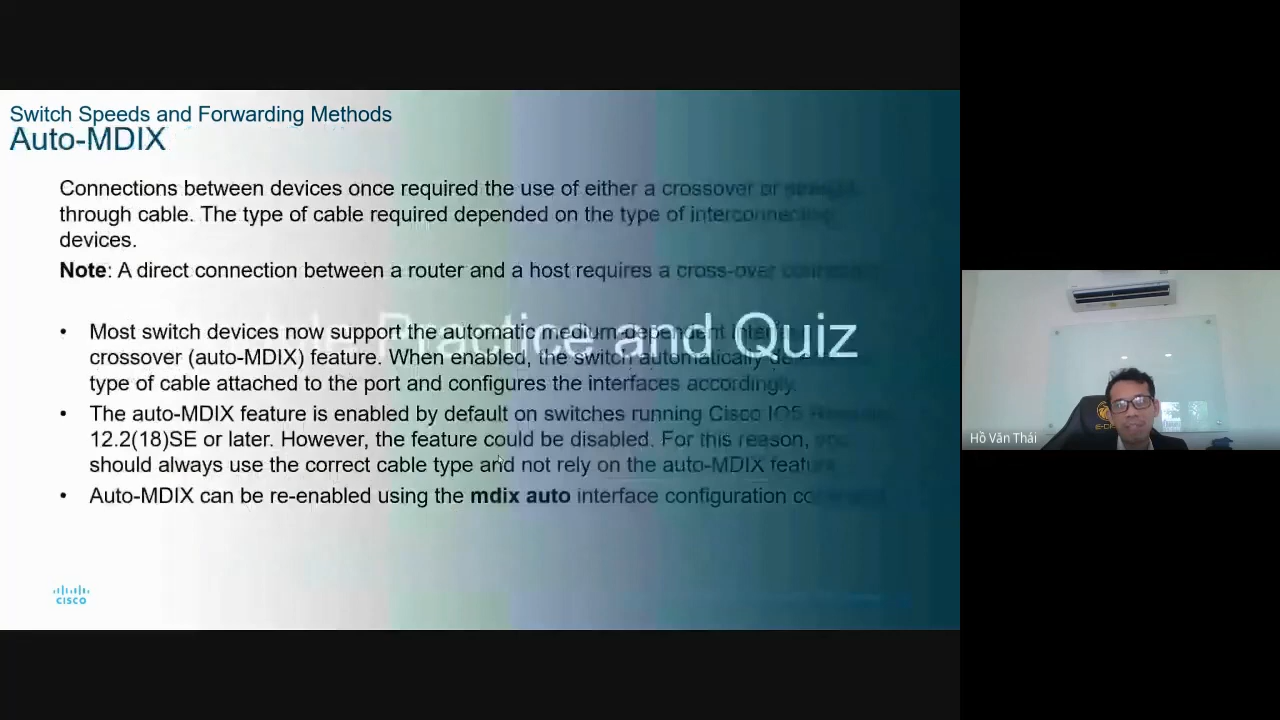 Switch Speeds and Forwarding Methods
Auto-MDIX
Connections between devices once required the use of either a crossover or straight-
through cable. The type of cable required depended on the type of interconnecting
devices.
Note: A direct connection between a router and a host requires a cross-over
Most switch devices now support the automatic medium-dependent
Practice and Quiz
crossover (auto-MDIX) feature. When enabled, the switch automatically
type of cable attached to the port and configures the interfaces accordingly.
• The auto-MDIX feature is enabled by default on switches running Cisco IOS Release
12.2(18)SE or later. However, the feature could be disabled. For this reason, you
should always use the correct cable type and not rely on the auto-MDIX feature.
• Auto-MDIX can be re-enabled using the mdix auto interface configuration
CISCO
Hồ Văn Thái